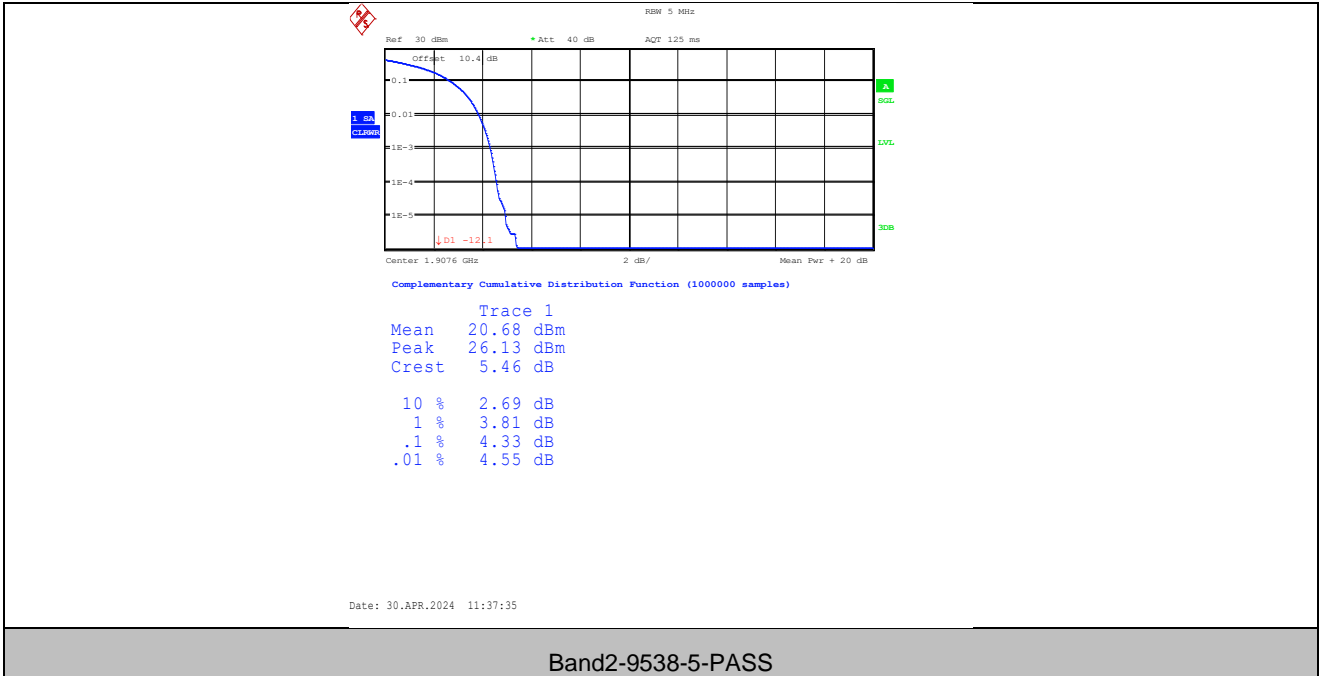 R S
RBW 5 MHz
Ref 30 dBm *Att 40 dB AQT 125 ms
Offset 10.4 dB
0.1
A
SGL
1 SA
0.01
CLRWR
LVL
1E-3
1E-4
1E-5
3DB
↓D1 -12.1
Center 1.9076 GHz 2 dB/ Mean Pwr + 20 dB
Complementary Cumulative Distribution Function (1000000 samples)
Trace 1
Mean 20.68 dBm
Peak 26.13 dBm
Crest 5.46 dB
10 % 2.69 dB
1 % 3.81 dB
.1 % 4.33 dB
.01 % 4.55 dB
Date: 30.APR.2024 11:37:35
Band2-9538-5-PASS